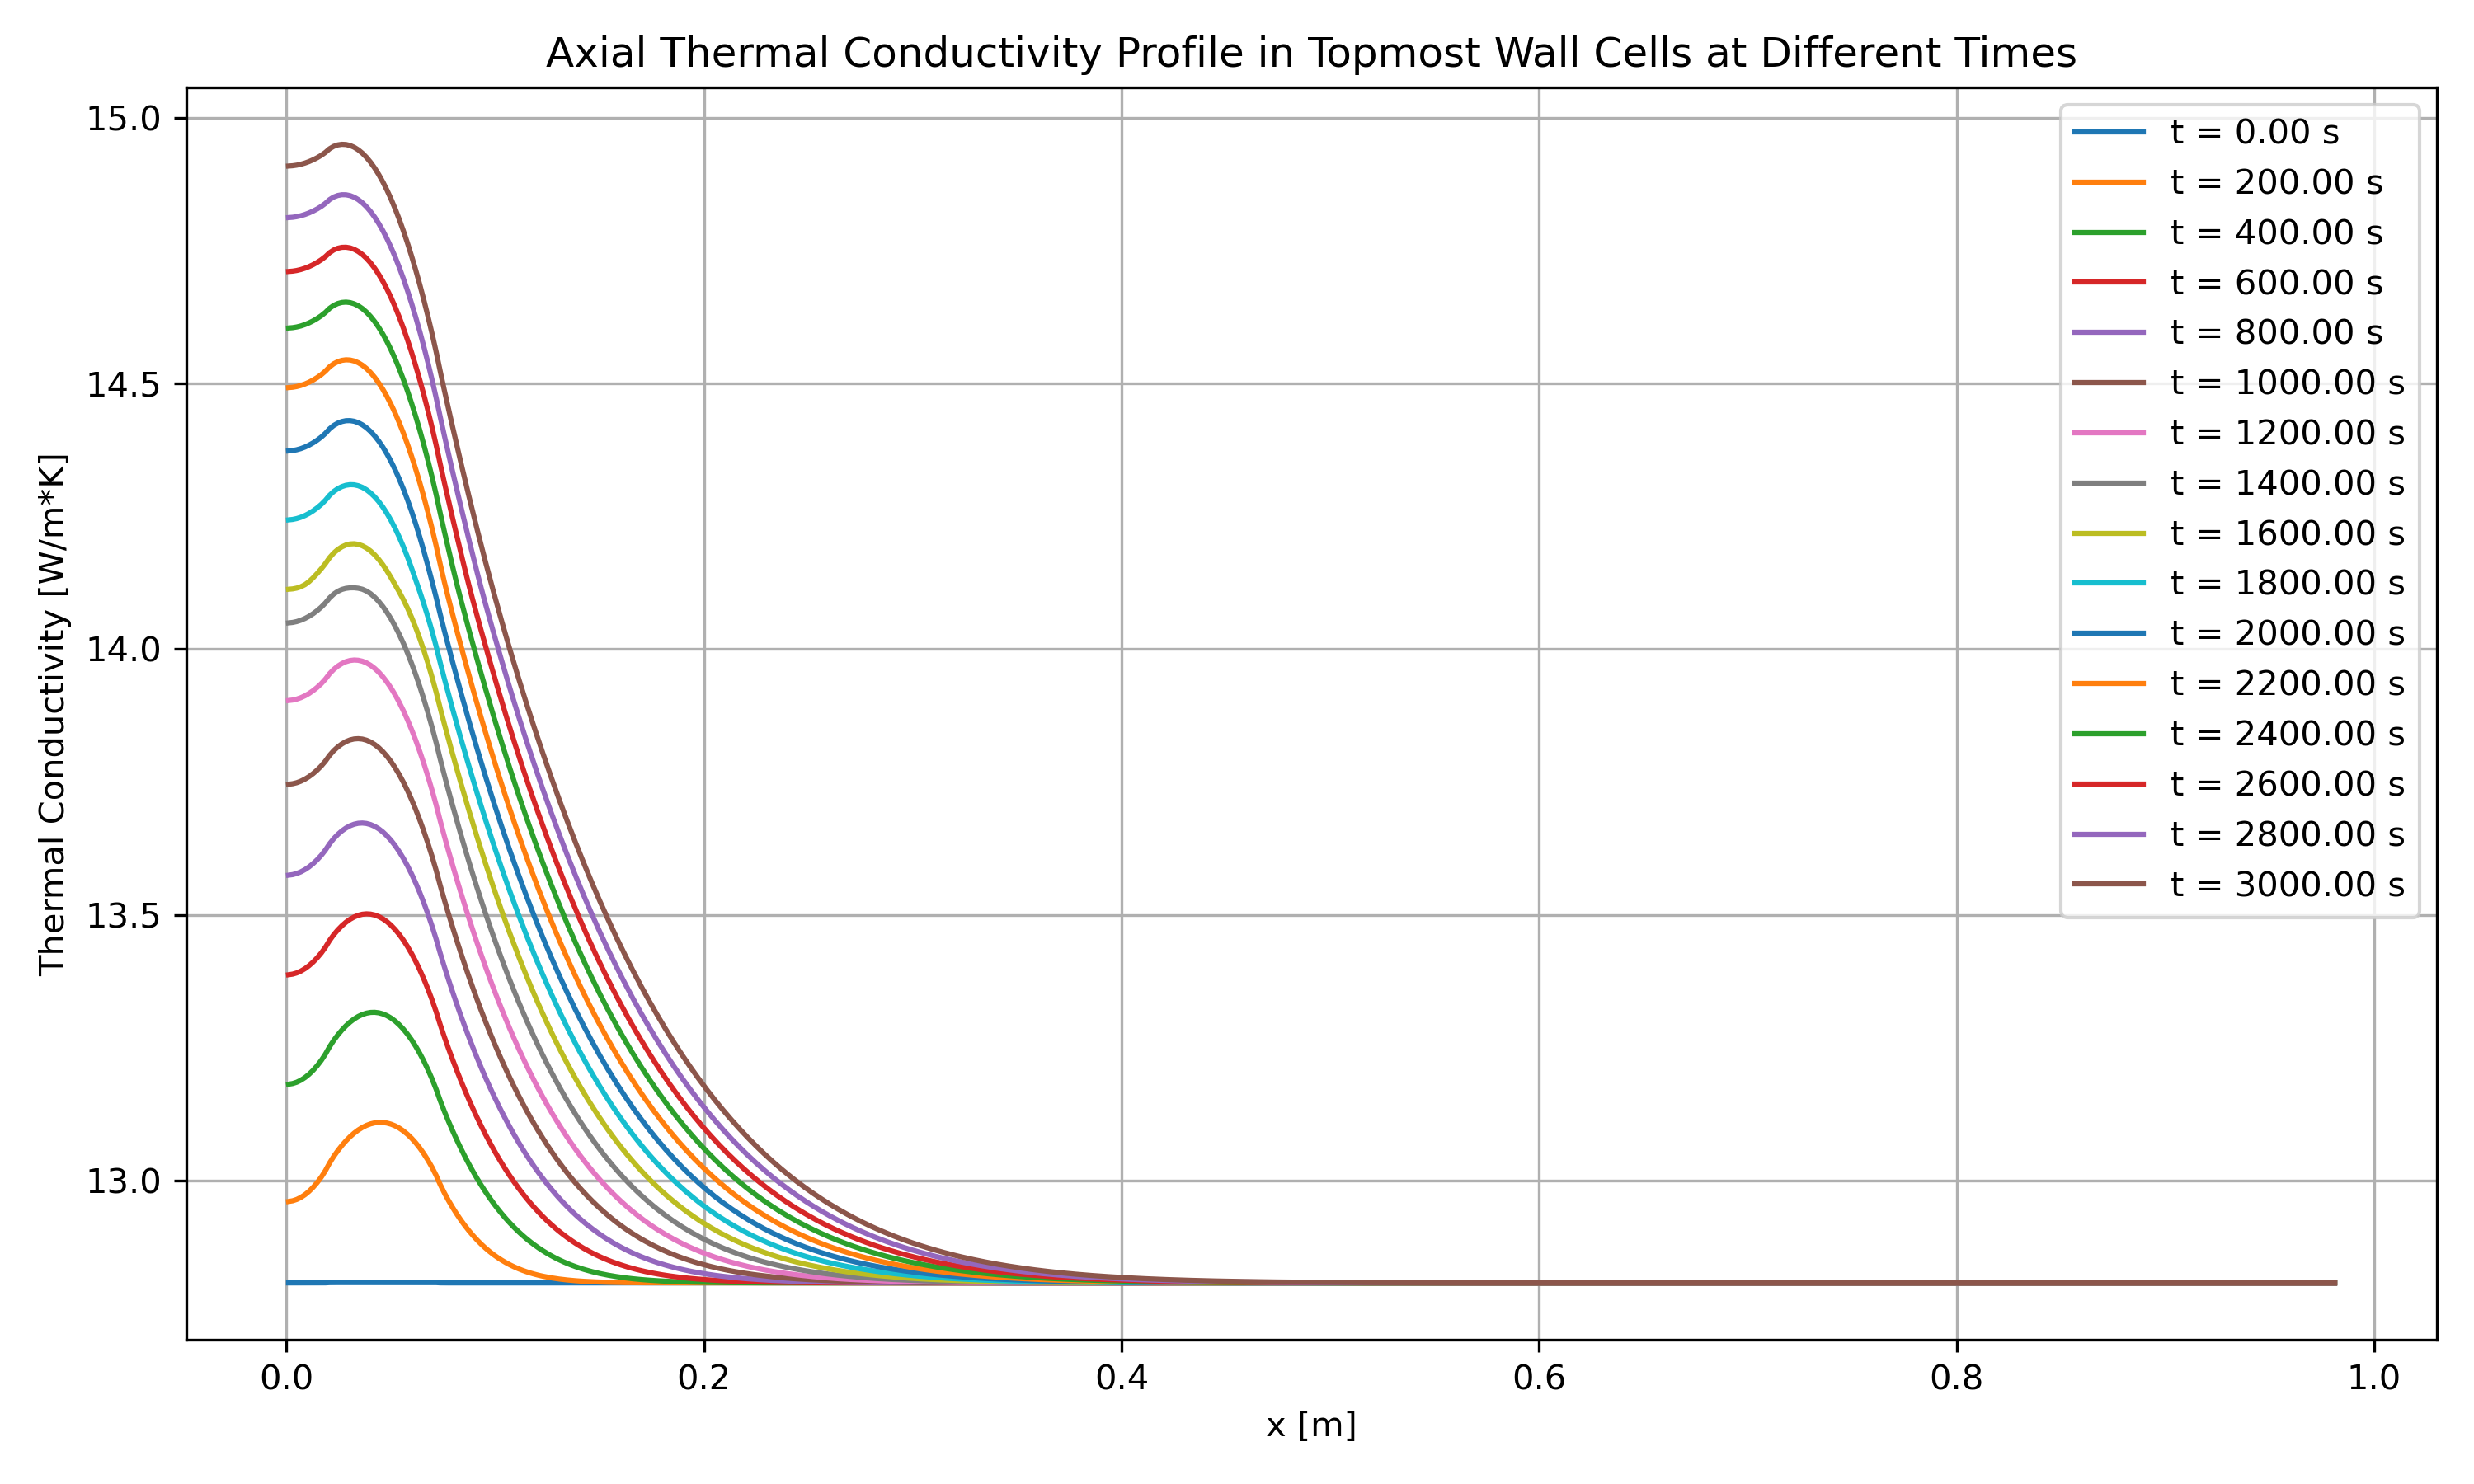 Axial Thermal Conductivity Profile in Topmost Wall Cells at Different Times
Thermal Conductivity [W/m*K]
15.0
14.5
14.0
13.5
13.0
t = 0.00 s
t = 200.00 s
t = 400.00 s
t = 600.00 s
t = 800.00 s
t = 1000.00 s
t = 1200.00 s
t = 1400.00 s
t = 1600.00 s
t = 1800.00 s
t = 2000.00 s
t = 2200.00 s
t = 2400.00 s
t = 2600.00 s
t = 2800.00 s
t = 3000.00 s
0.0 0.2 0.4 0.6 0.8 1.0
x [m]